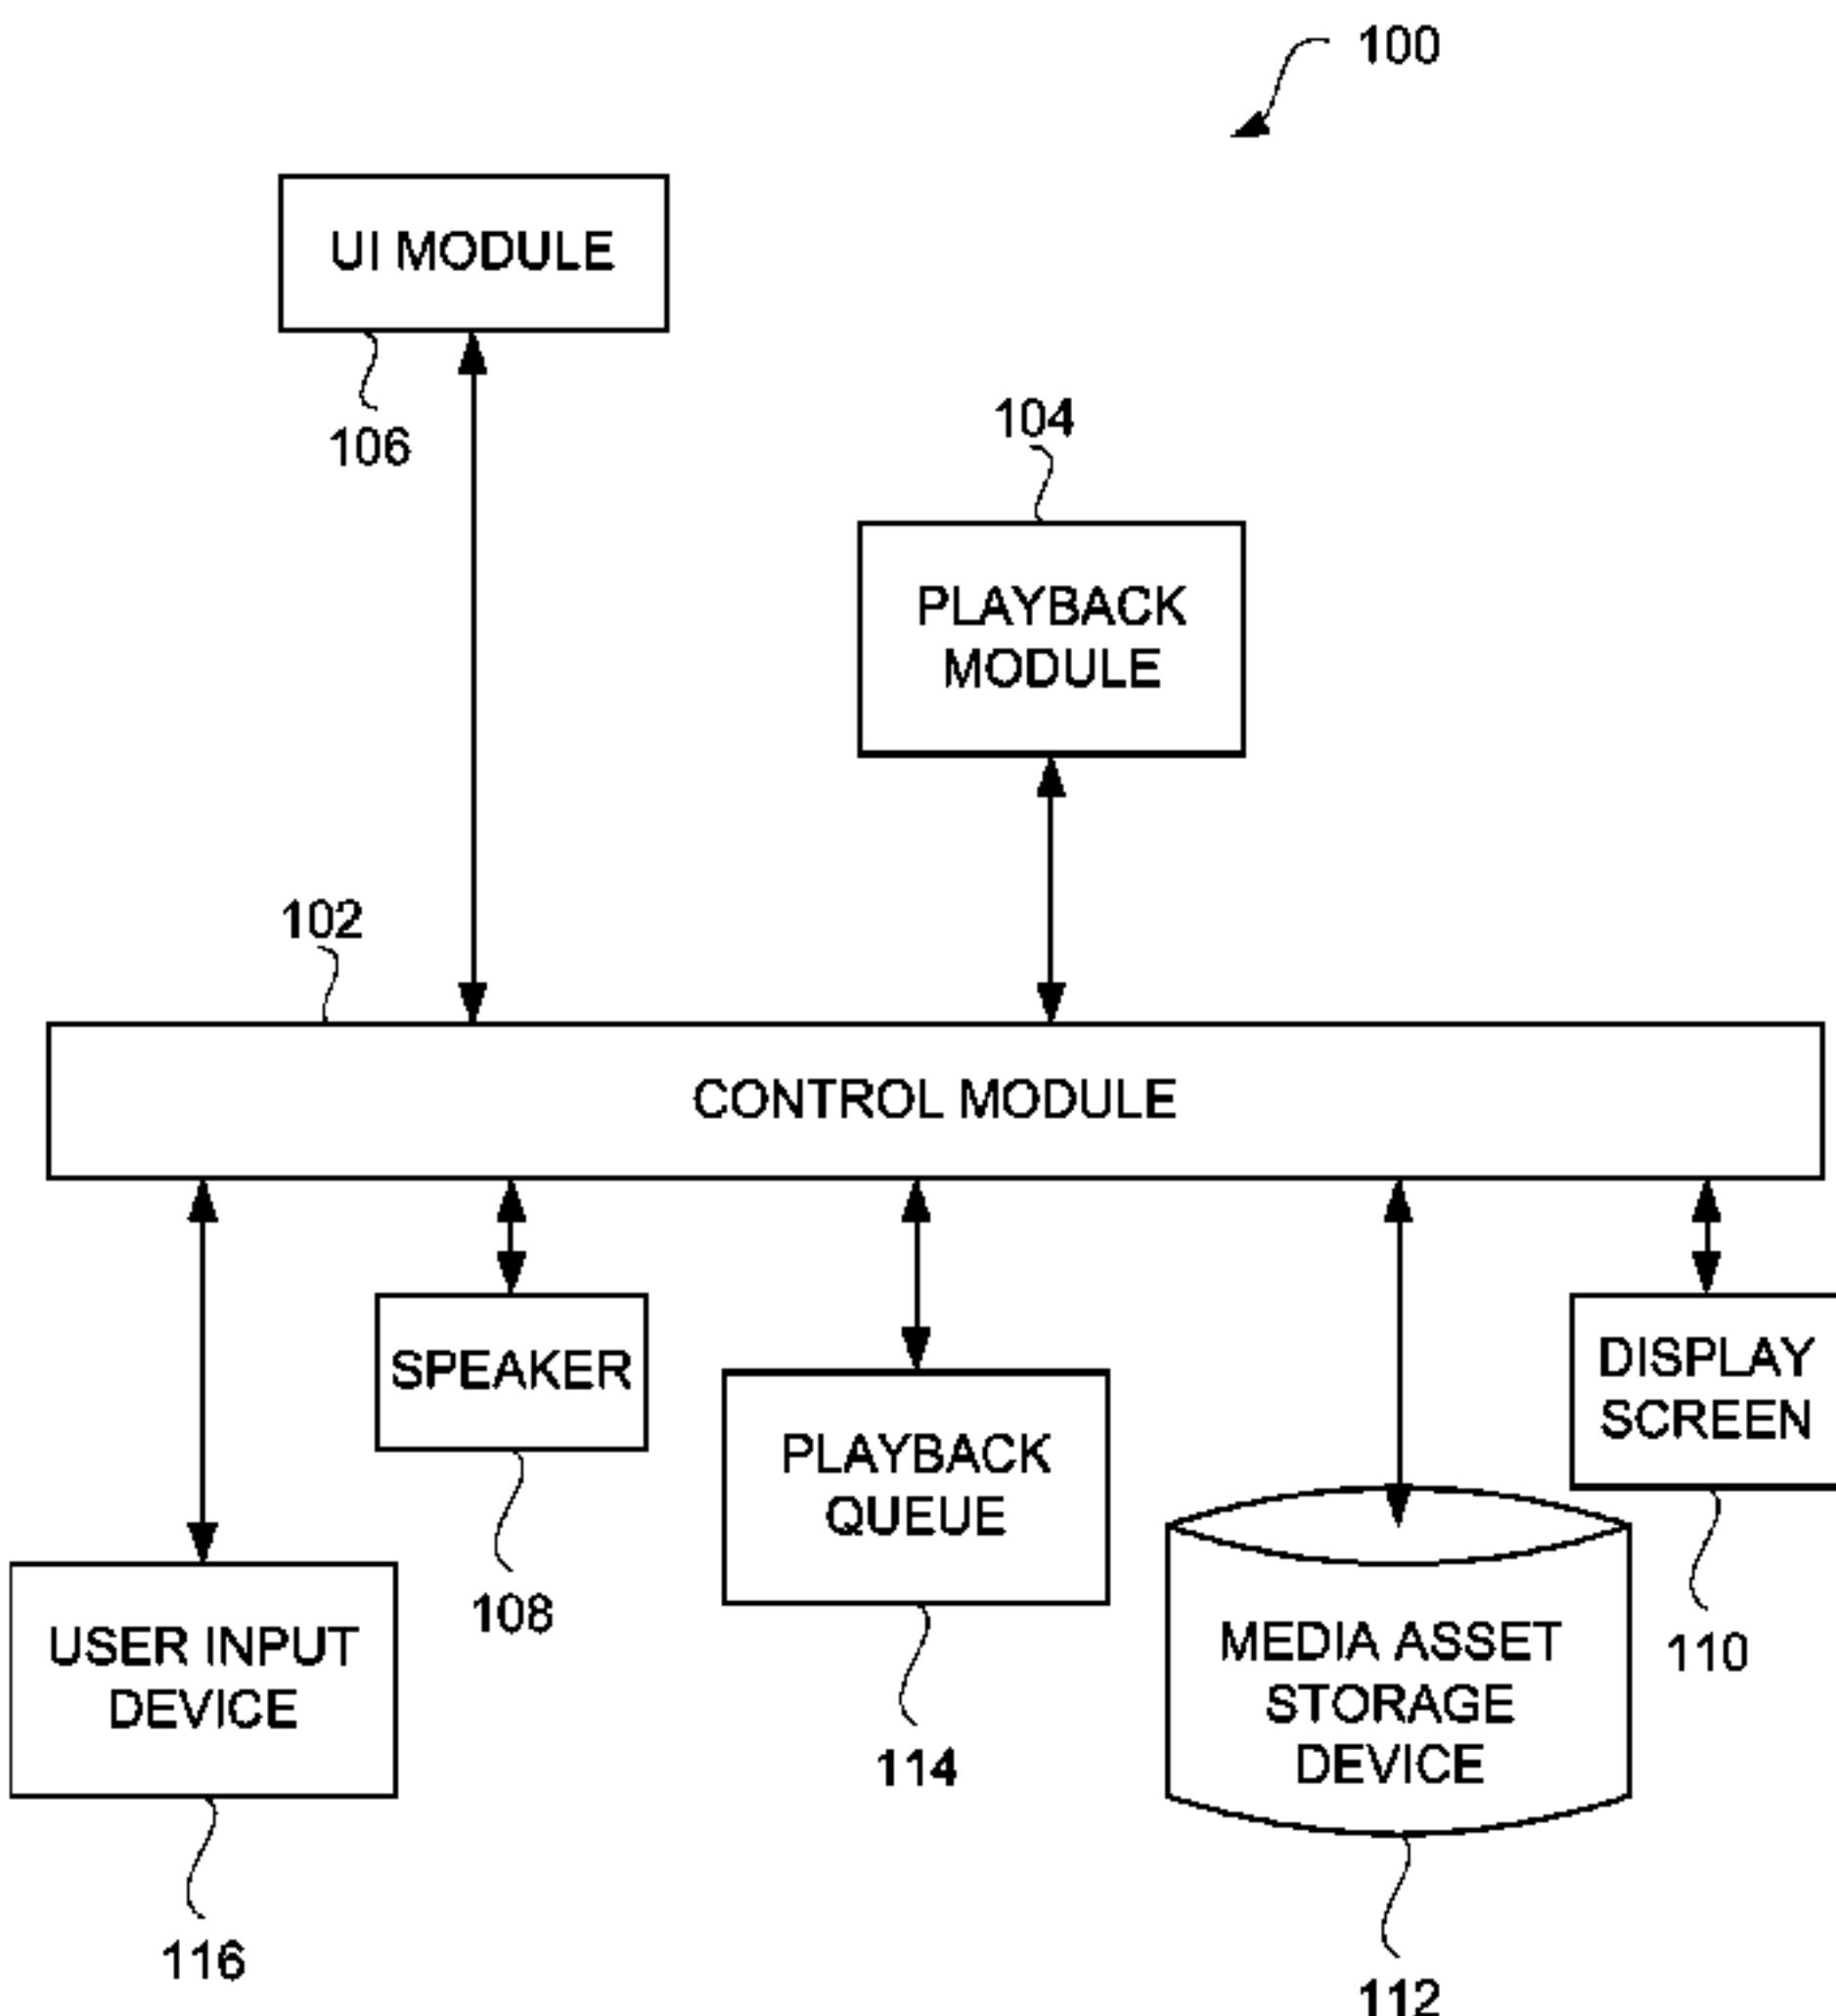 100
UI MODULE
106
104
PLAYBACK
MODULE
102
CONTROL MODULE
SPEAKER
108
PLAYBACK
QUEUE
114
DISPLAY
SCREEN
110
USER INPUT
DEVICE
116
MEDIA ASSET
STORAGE
DEVICE
112